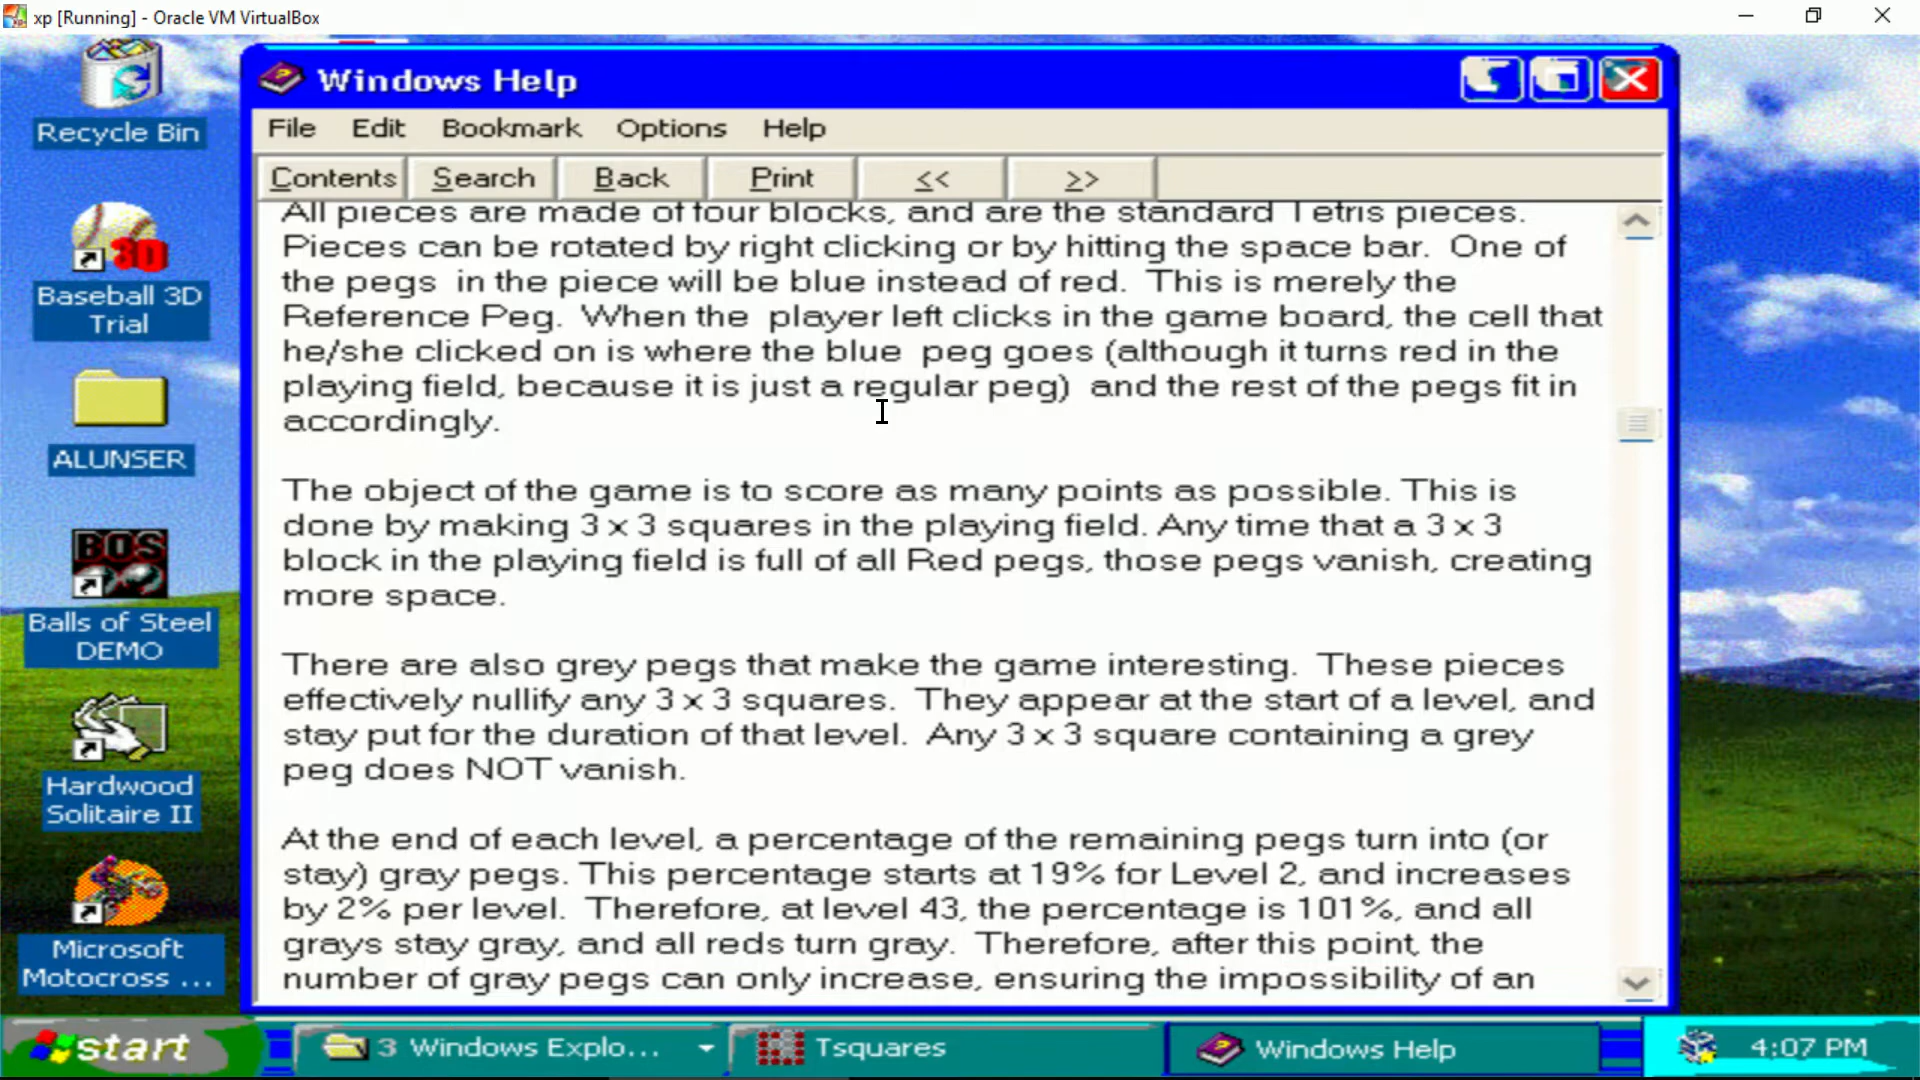 xp [Running] - Oracle VM VirtualBox
Windows Help
File Edit Bookmark Options Help
Contents Search Back Print << >>
All pieces are made of four blocks, and are the standard Tetris pieces.
Pieces can be rotated by right clicking or by hitting the space bar.  One of
the pegs  in the piece will be blue instead of red.  This is merely the
Reference Peg.  When the  player left clicks in the game board, the cell that
he/she clicked on is where the blue  peg goes (although it turns red in the
playing field, because it is just a regular peg)  and the rest of the pegs fit in
accordingly.
The object of the game is to score as many points as possible. This is
done by making 3 x 3 squares in the playing field. Any time that a 3 x 3
block in the playing field is full of all Red pegs, those pegs vanish, creating
more space.
There are also grey pegs that make the game interesting.  These pieces
effectively nullify any 3 x 3 squares.  They appear at the start of a level, and
stay put for the duration of that level.  Any 3 x 3 square containing a grey
peg does NOT vanish.
At the end of each level, a percentage of the remaining pegs turn into (or
stay) gray pegs. This percentage starts at 19% for Level 2, and increases
by 2% per level.  Therefore, at level 43, the percentage is 101%, and all
grays stay gray, and all reds turn gray.  Therefore, after this point, the
number of gray pegs can only increase, ensuring the impossibility of an
Recycle Bin
3D
Baseball 3D
Trial
ALUNSER
BOS
Balls of Steel
DEMO
Hardwood
Solitaire II
Microsoft
Motocross ...
start
3 Windows Explo...
Tsquares
Windows Help
4:07 PM